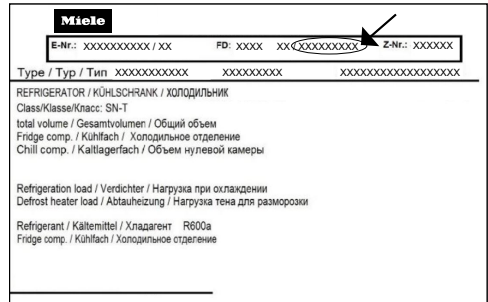 Miele
E-Nr.: XXXXXXXXXX / XX FD: XXXX XX XXXXXXXXX Z-Nr.: XXXXXX
Type / Typ / Тип XXXXXXXXXXX XXXXXXXXX XXXXXXXXXXXXXXXXXX
REFRIGERATOR / KÜHLSCHRANK / ХОЛОДИЛЬНИК
Class/Klasse/Класс: SN-T
total volume / Gesamtvolumen / Общий объем
Fridge comp. / Kühlfach / Холодильное отделение
Chill comp. / Kaltlagerfach / Объем нулевой камеры
Refrigeration load / Verdichter / Нагрузка при охлаждении
Defrost heater load / Abtauheizung / Нагрузка тена для разморозки
Refrigerant / Kältemittel / Хладагент R600a
Fridge comp. / Kühlfach / Холодильное отделение